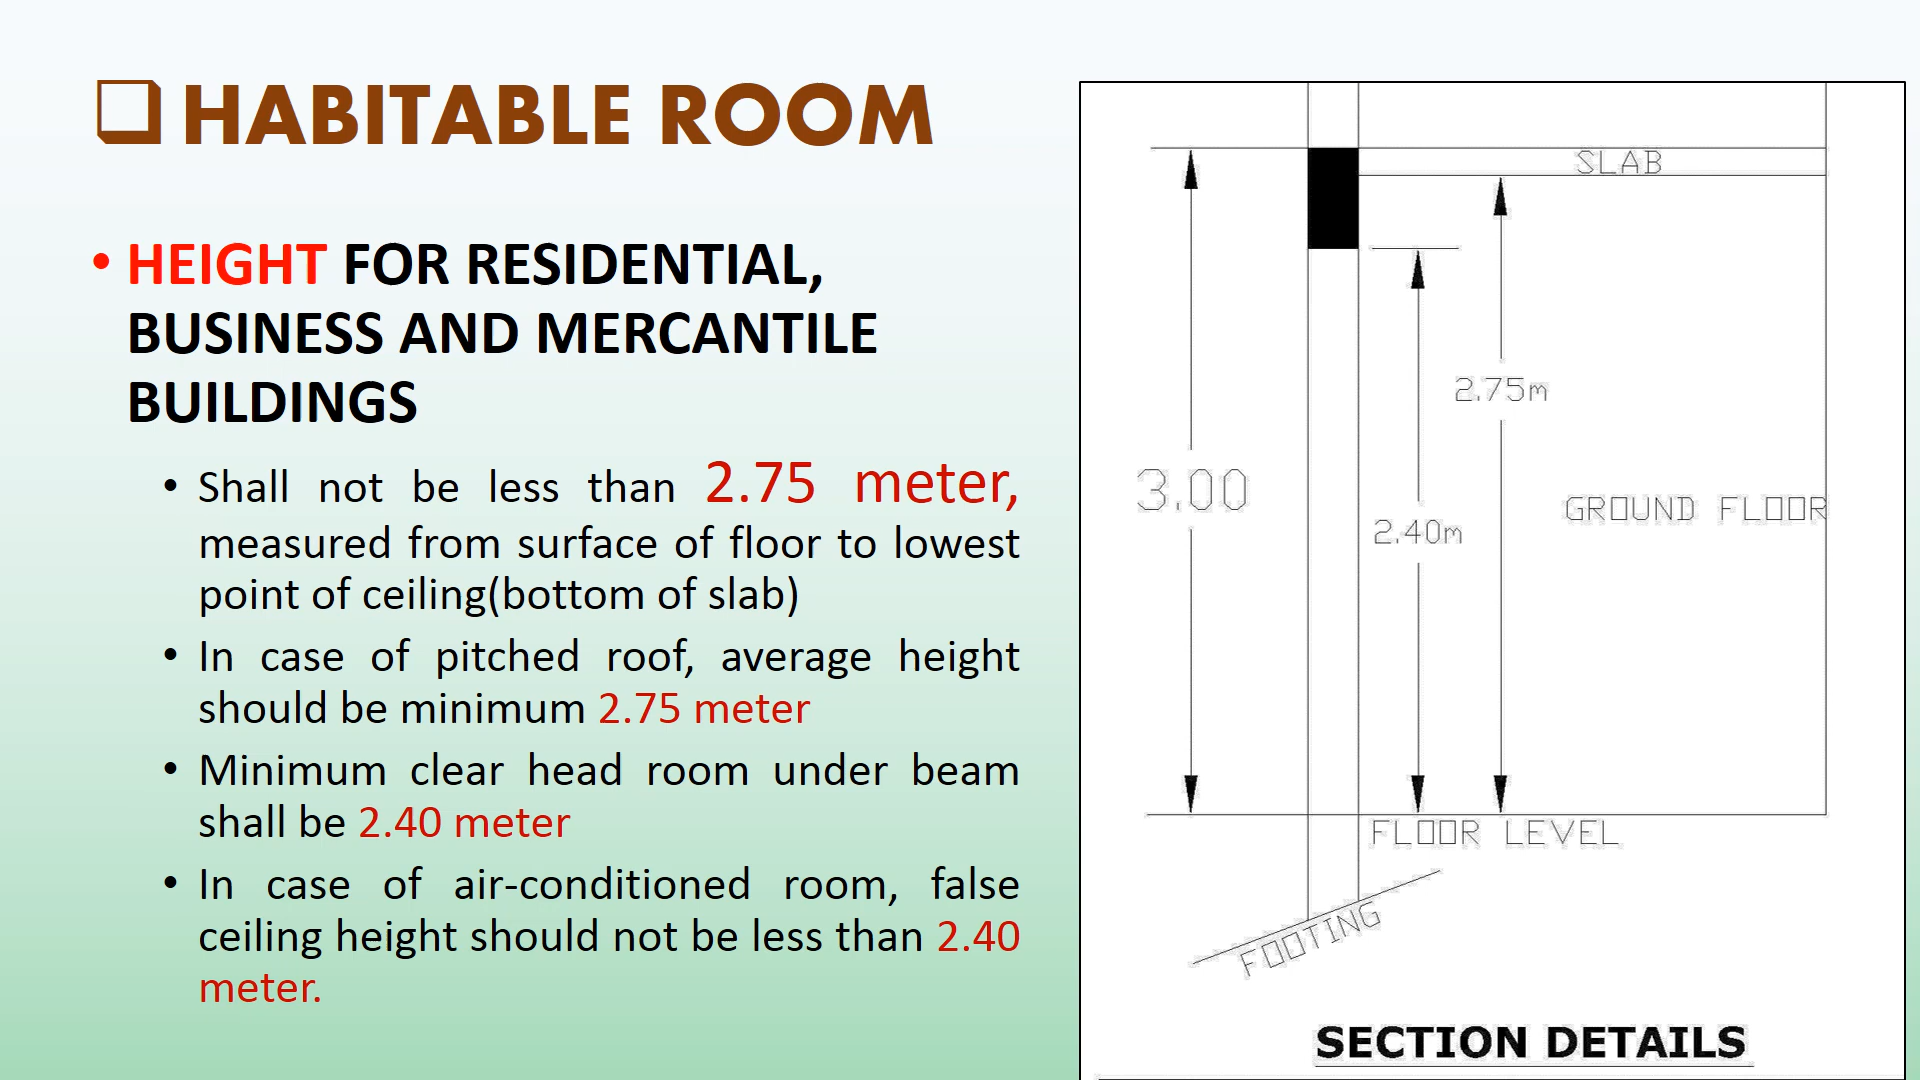 ❑ HABITABLE ROOM
• HEIGHT FOR RESIDENTIAL,
BUSINESS AND MERCANTILE
BUILDINGS
• Shall not be less than 2.75 meter,
measured from surface of floor to lowest
point of ceiling(bottom of slab)
• In case of pitched roof, average height
should be minimum 2.75 meter
• Minimum clear head room under beam
shall be 2.40 meter
• In case of air-conditioned room, false
ceiling height should not be less than 2.40
meter.
SLAB
2.75m
3.00
GROUND FLOOR
2.40m
FLOOR LEVEL
FOOTING
SECTION DETAILS